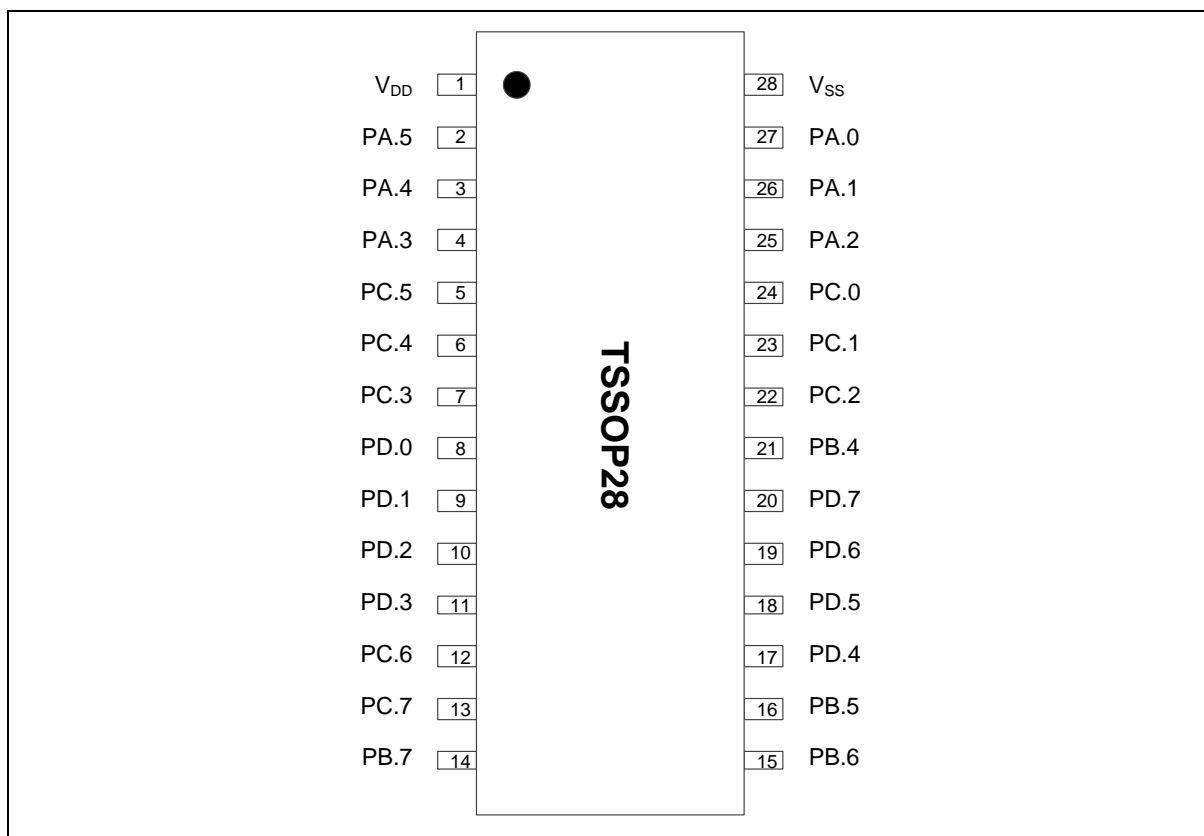 V_DD 1 28 V_SS
PA.5 2 27 PA.0
PA.4 3 26 PA.1
PA.3 4 25 PA.2
PC.5 5 24 PC.0
PC.4 6 23 PC.1
PC.3 7 22 PC.2
PD.0 8 21 PB.4
PD.1 9 20 PD.7
PD.2 10 19 PD.6
PD.3 11 18 PD.5
PC.6 12 17 PD.4
PC.7 13 16 PB.5
PB.7 14 15 PB.6
TSSOP28